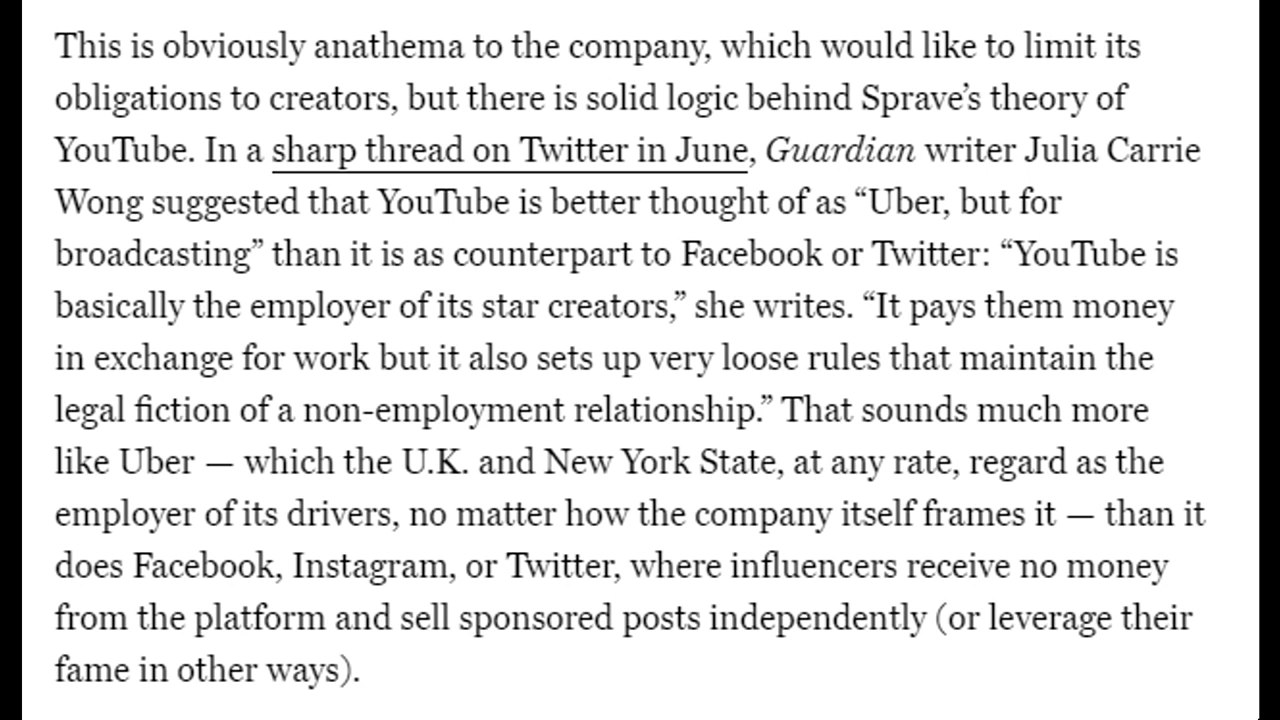 This is obviously anathema to the company, which would like to limit its
obligations to creators, but there is solid logic behind Sprave’s theory of
YouTube. In a sharp thread on Twitter in June, Guardian writer Julia Carrie
Wong suggested that YouTube is better thought of as “Uber, but for
broadcasting” than it is as counterpart to Facebook or Twitter: “YouTube is
basically the employer of its star creators,” she writes. “It pays them money
in exchange for work but it also sets up very loose rules that maintain the
legal fiction of a non-employment relationship.” That sounds much more
like Uber — which the U.K. and New York State, at any rate, regard as the
employer of its drivers, no matter how the company itself frames it — than it
does Facebook, Instagram, or Twitter, where influencers receive no money
from the platform and sell sponsored posts independently (or leverage their
fame in other ways).